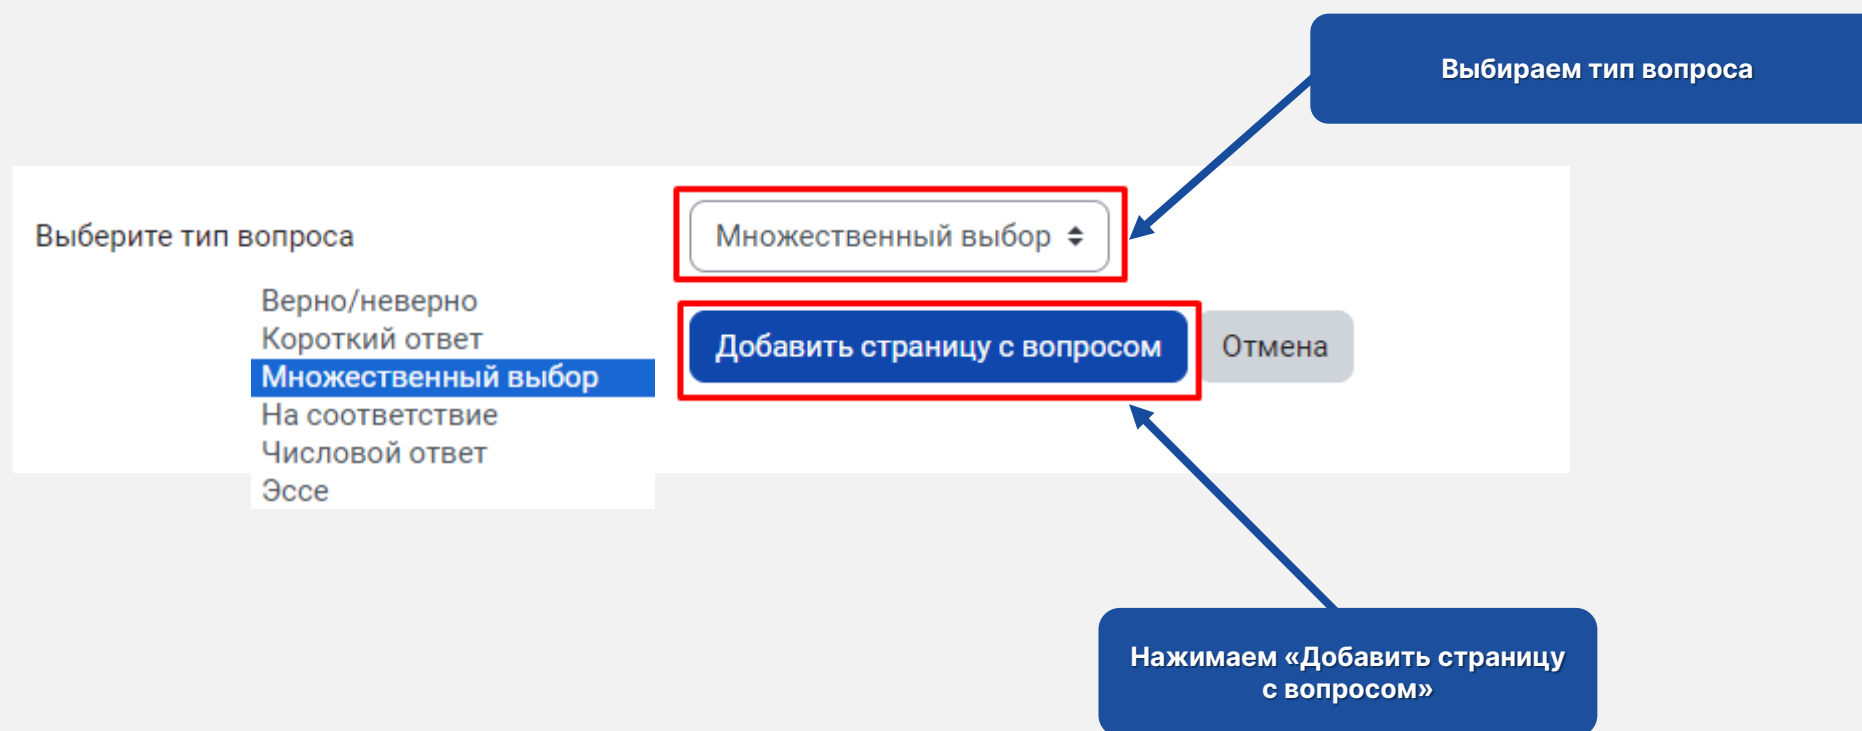 Выбираем тип вопроса
Выберите тип вопроса
Множественный выбор
Верно/неверно
Короткий ответ
Множественный выбор
На соответствие
Числовой ответ
Эссе
Добавить страницу с вопросом
Отмена
Нажимаем «Добавить страницу
с вопросом»